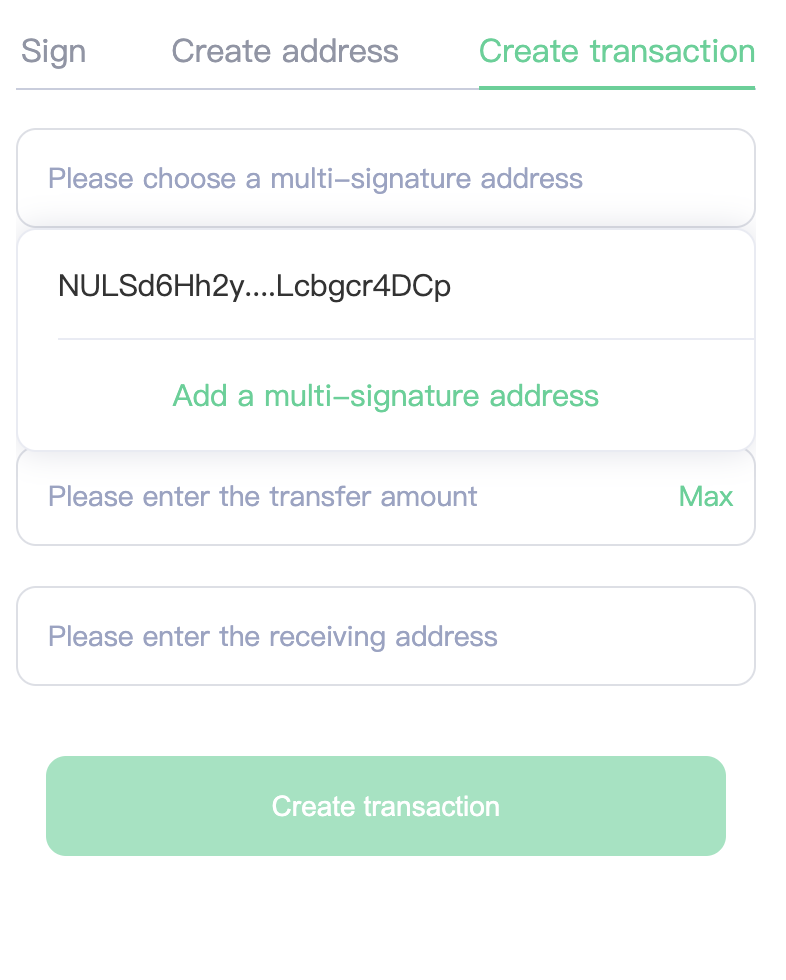 Sign Create address Create transaction
Please choose a multi-signature address
NULSd6Hh2y....Lcbgcr4DCp
Add a multi-signature address
Please enter the transfer amount Max
Please enter the receiving address
Create transaction